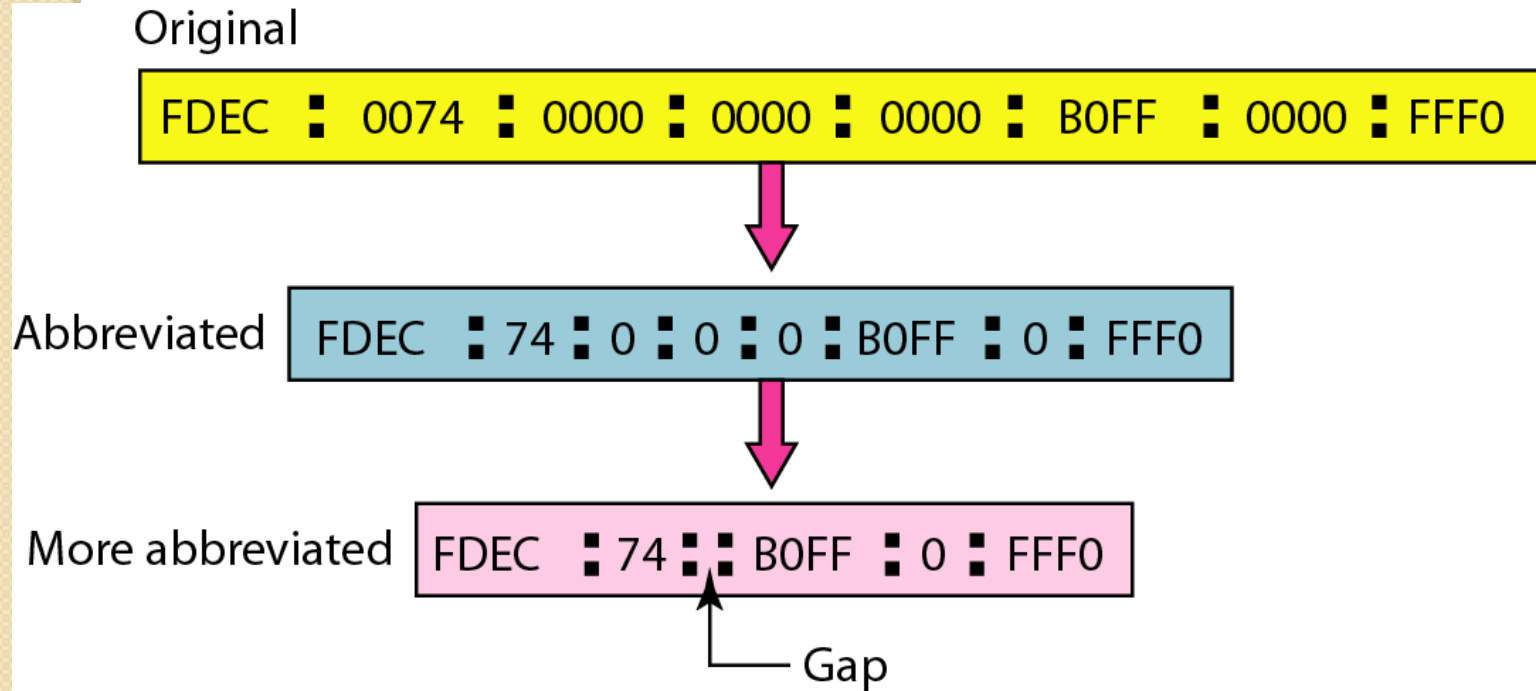 Original
FDEC : 0074 : 0000 : 0000 : 0000 : B0FF : 0000 : FFF0
Abbreviated FDEC : 74 : 0 : 0 : 0 : B0FF : 0 : FFF0
More abbreviated FDEC : 74 : : B0FF : 0 : FFF0
Gap